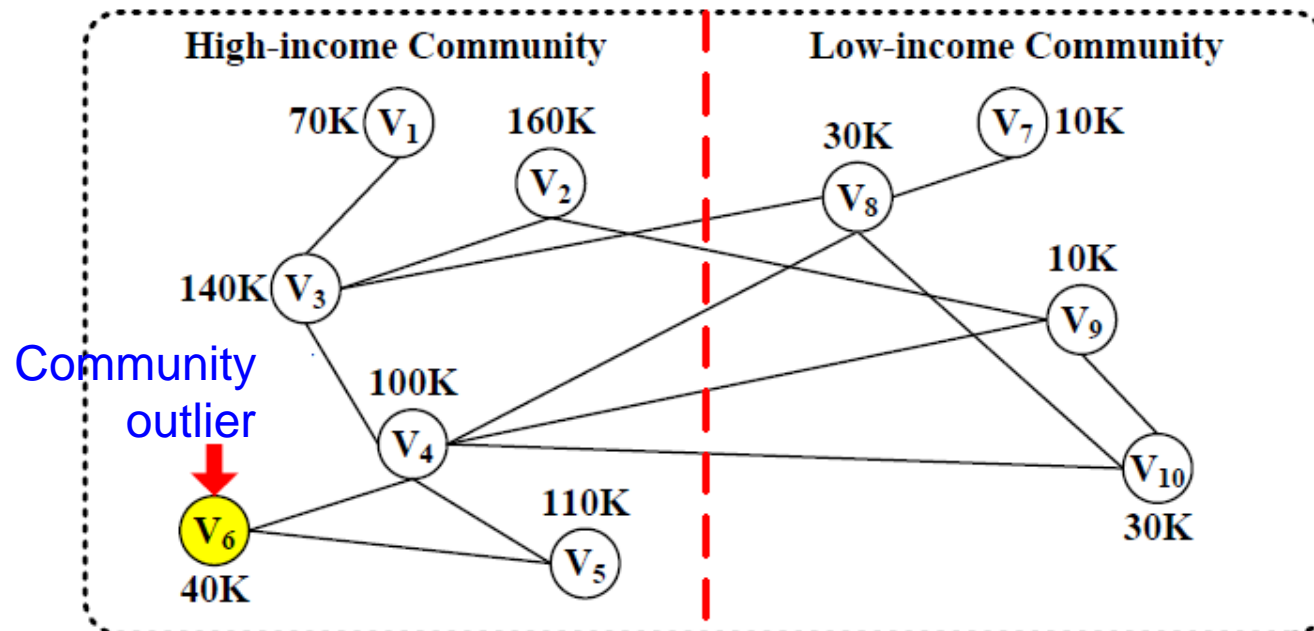 High-income Community
Low-income Community
70K V1
160K
V2
30K
V8
V7 10K
140K V3
10K
V9
Community
outlier
100K
V4
V10
30K
V6
40K
110K
V5